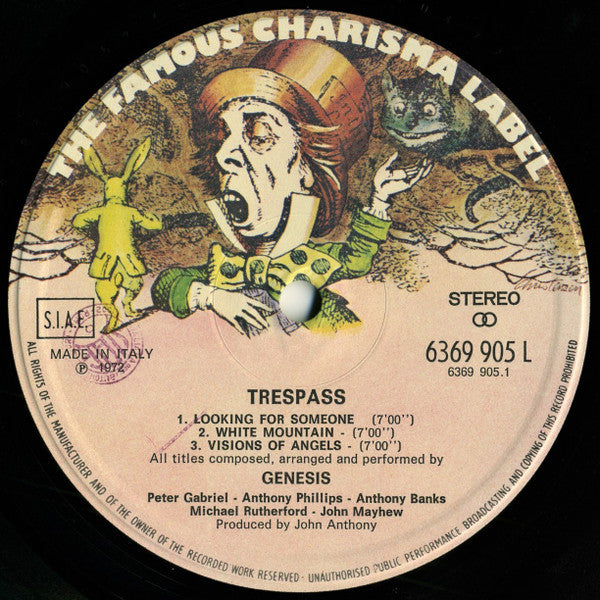 THE FAMOUS CHARISMA LABEL
S.I.A.E.
MADE IN ITALY
Ⓟ 1972
STEREO
6369 905 L
6369 905.1
TRESPASS
1. LOOKING FOR SOMEONE (7'00'')
2. WHITE MOUNTAIN - (7'00'')
3. VISIONS OF ANGELS - (7'00'')
All titles composed, arranged and performed by
GENESIS
Peter Gabriel - Anthony Phillips - Anthony Banks
Michael Rutherford - John Mayhew
Produced by John Anthony
ALL RIGHTS OF THE MANUFACTURER AND OF THE OWNER OF THE RECORDED WORK RESERVED - UNAUTHORISED PUBLIC PERFORMANCE BROADCASTING AND COPYING OF THIS RECORD PROHIBITED